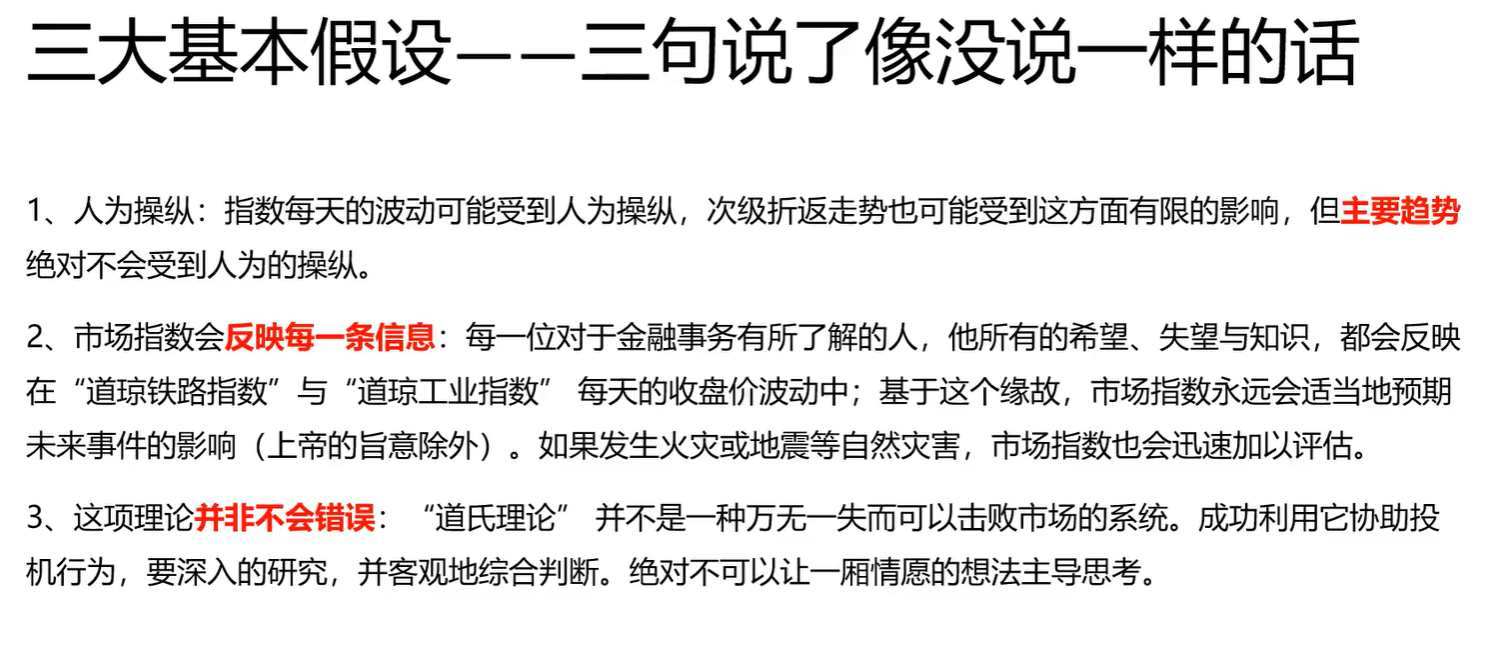 三大基本假设——三句说了像没说一样的话
1、人为操纵：指数每天的波动可能受到人为操纵，次级折返走势也可能受到这方面有限的影响，但主要趋势
绝对不会受到人为的操纵。
2、市场指数会反映每一条信息：每一位对于金融事务有所了解的人，他所有的希望、失望与知识，都会反映
在“道琼铁路指数”与“道琼工业指数” 每天的收盘价波动中；基于这个缘故，市场指数永远会适当地预期
未来事件的影响（上帝的旨意除外）。如果发生火灾或地震等自然灾害，市场指数也会迅速加以评估。
3、这项理论并非不会错误：“道氏理论” 并不是一种万无一失而可以击败市场的系统。成功利用它协助投
机行为，要深入的研究，并客观地综合判断。绝对不可以让一厢情愿的想法主导思考。